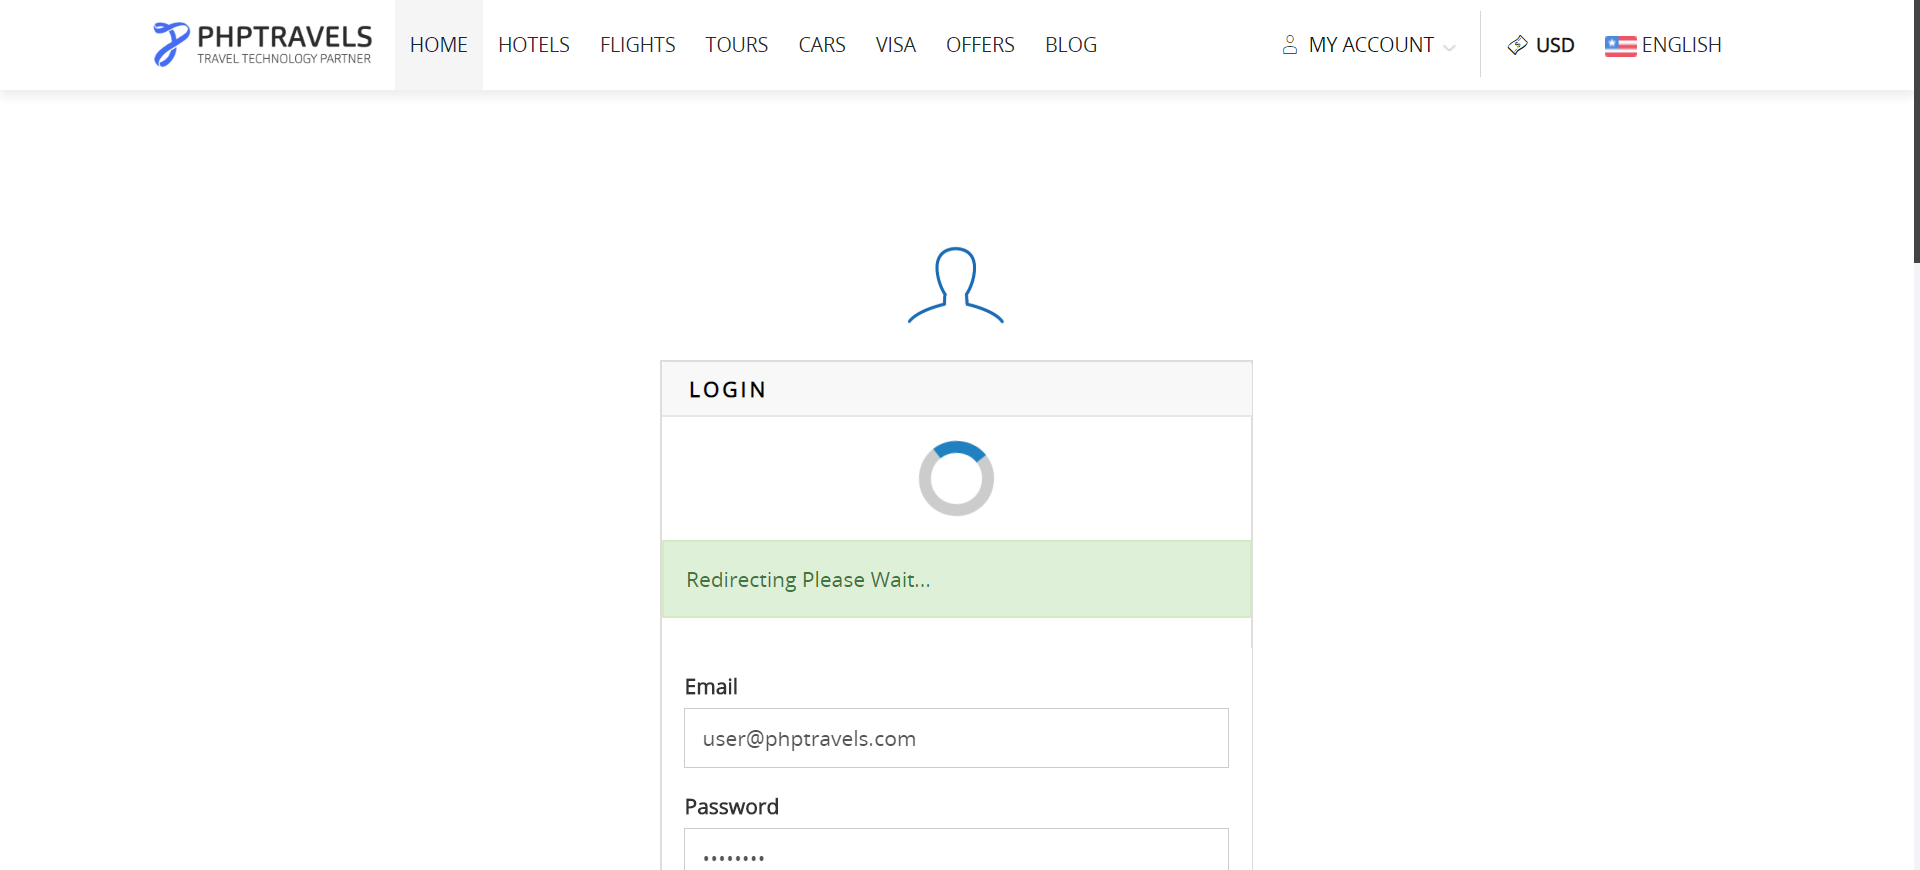 PHPTRAVELS
TRAVEL TECHNOLOGY PARTNER
HOME HOTELS FLIGHTS TOURS CARS VISA OFFERS BLOG MY ACCOUNT USD ENGLISH
LOGIN
Redirecting Please Wait...
Email
user@phptravels.com
Password
••••••••